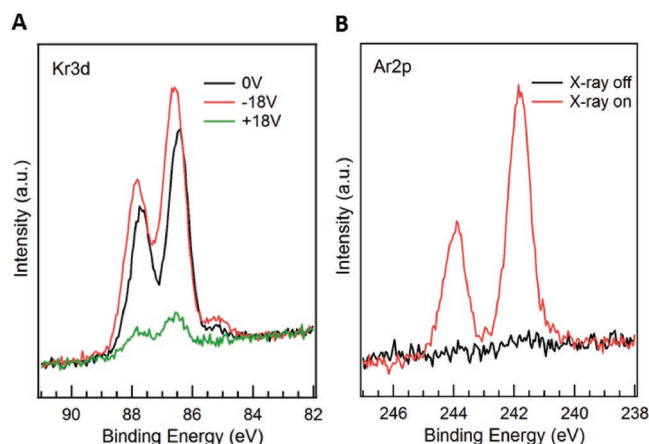 A
Kr3d
0V
-18V
+18V
Intensity (a.u.)
90 88 86 84 82
Binding Energy (eV)
B
Ar2p
X-ray off
X-ray on
Intensity (a.u.)
246 244 242 240 238
Binding Energy (eV)